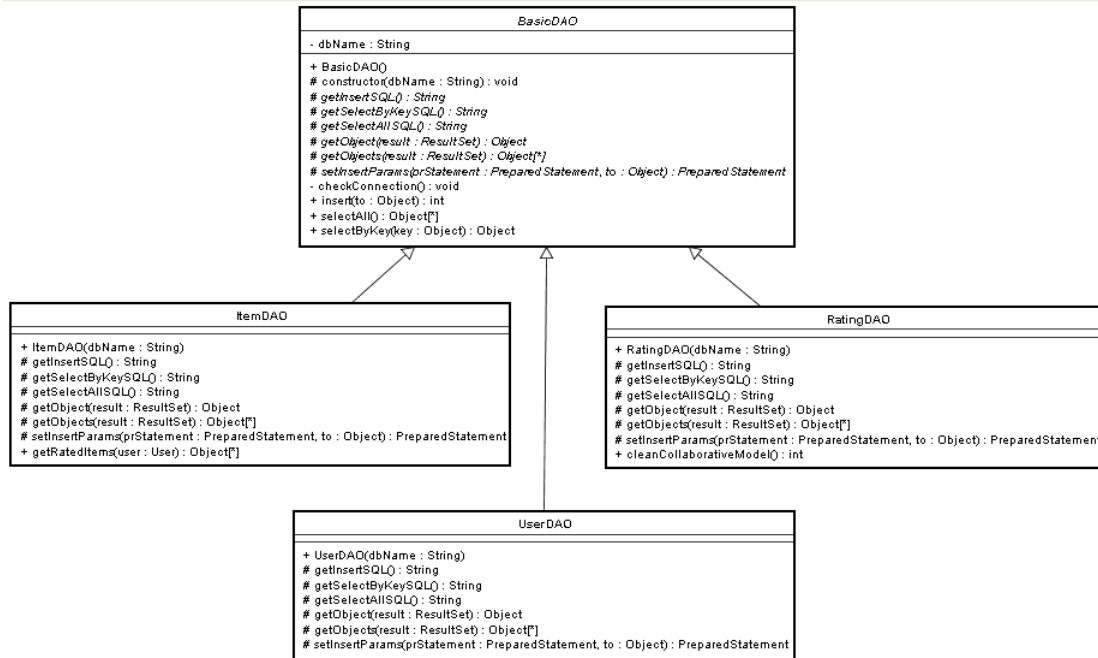 BasicDAO
- dbName : String
+ BasicDAO()
# constructor(dbName : String) : void
# getInsertSQL() : String
# getSelectByKeySQL() : String
# getSelectAllSQL() : String
# getObject(result : ResultSet) : Object
# getObjects(result : ResultSet) : Object[*]
# setInsertParams(prStatement : PreparedStatement, to : Object) : PreparedStatement
- checkConnection() : void
+ insert(to : Object) : int
+ selectAll() : Object[*]
+ selectByKey(key : Object) : Object
ItemDAO
+ ItemDAO(dbName : String)
# getInsertSQL() : String
# getSelectByKeySQL() : String
# getSelectAllSQL() : String
# getObject(result : ResultSet) : Object
# getObjects(result : ResultSet) : Object[*]
# setInsertParams(prStatement : PreparedStatement, to : Object) : PreparedStatement
+ getRatedItems(user : User) : Object[*]
RatingDAO
+ RatingDAO(dbName : String)
# getInsertSQL() : String
# getSelectByKeySQL() : String
# getSelectAllSQL() : String
# getObject(result : ResultSet) : Object
# getObjects(result : ResultSet) : Object[*]
# setInsertParams(prStatement : PreparedStatement, to : Object) : PreparedStatement
+ cleanCollaborativeModel() : int
UserDAO
+ UserDAO(dbName : String)
# getInsertSQL() : String
# getSelectByKeySQL() : String
# getSelectAllSQL() : String
# getObject(result : ResultSet) : Object
# getObjects(result : ResultSet) : Object[*]
# setInsertParams(prStatement : PreparedStatement, to : Object) : PreparedStatement